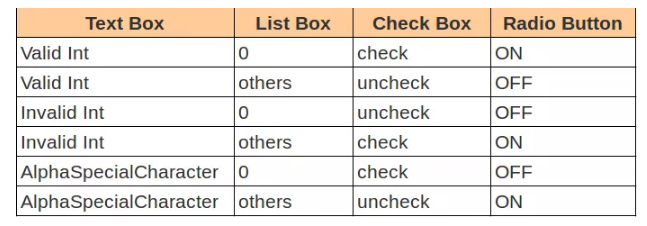 Text Box List Box Check Box Radio Button
Valid Int 0 check ON
Valid Int others uncheck OFF
Invalid Int 0 uncheck OFF
Invalid Int others check ON
AlphaSpecialCharacter 0 check OFF
AlphaSpecialCharacter others uncheck ON